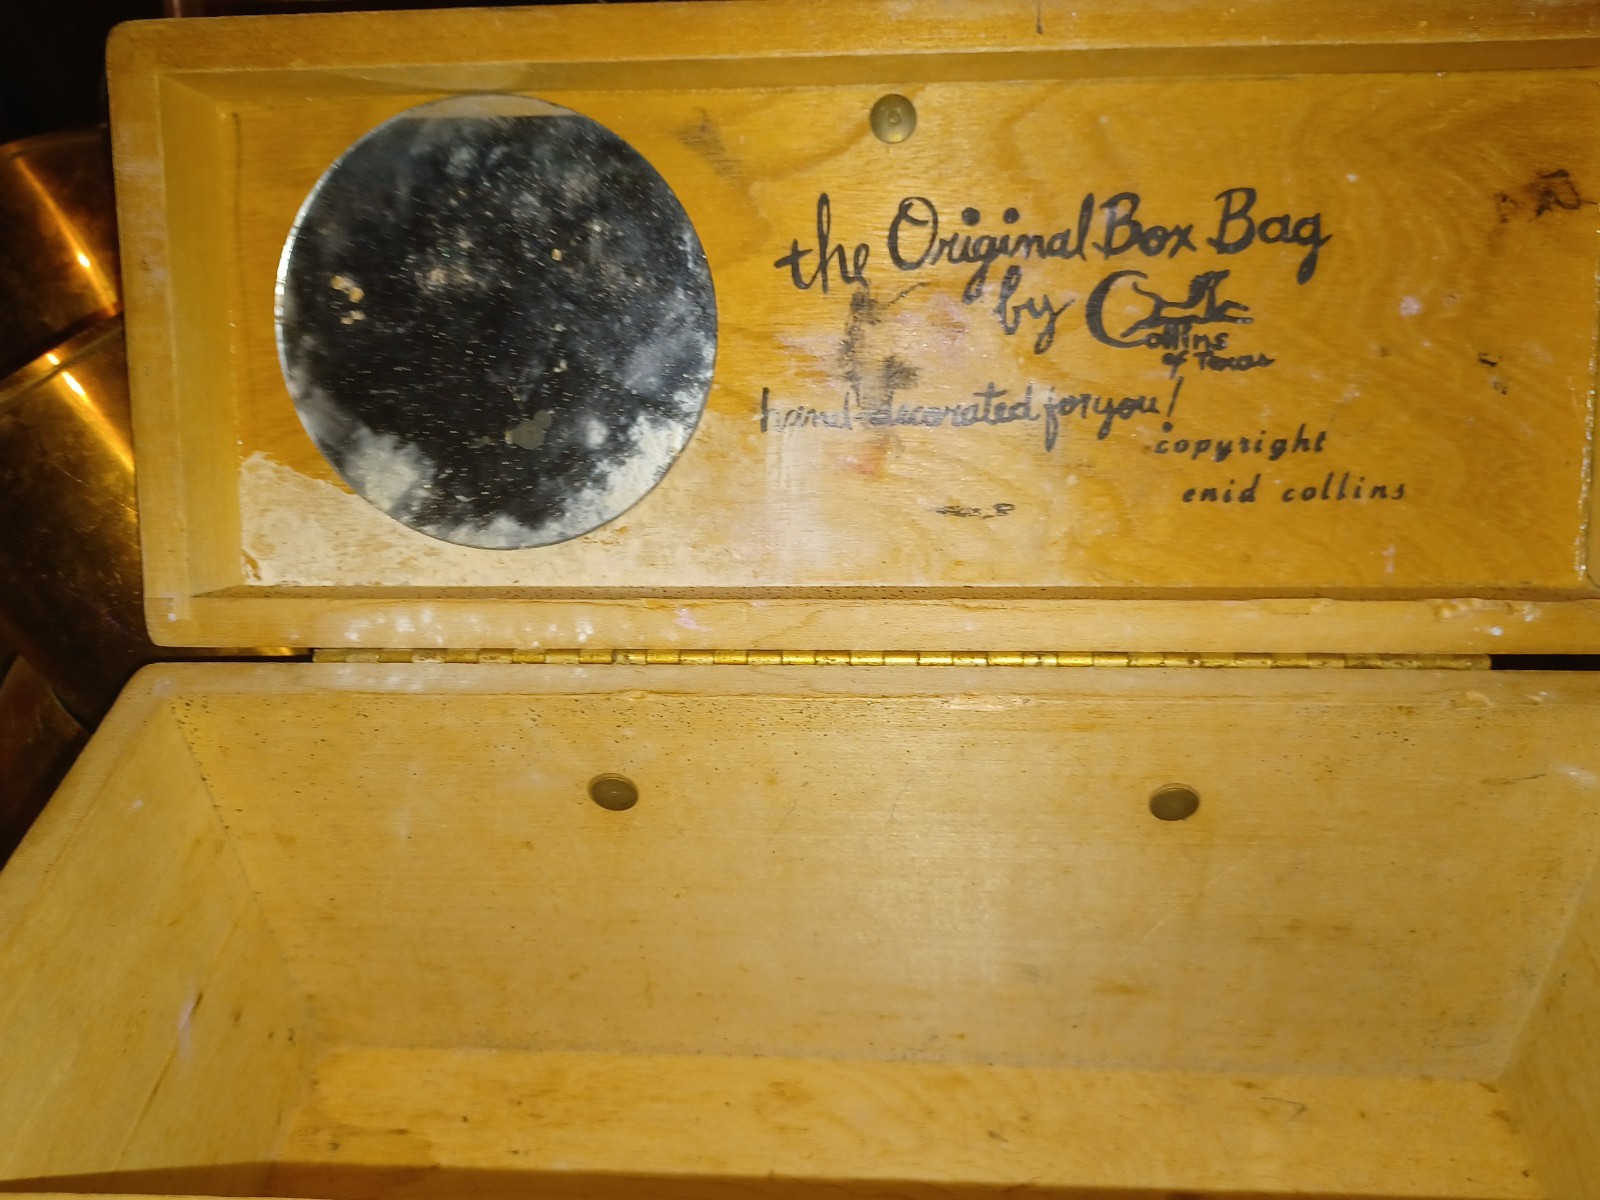 the Original Box Bag
by Collins
of Texas
hand decorated for you!
copyright
enid collins